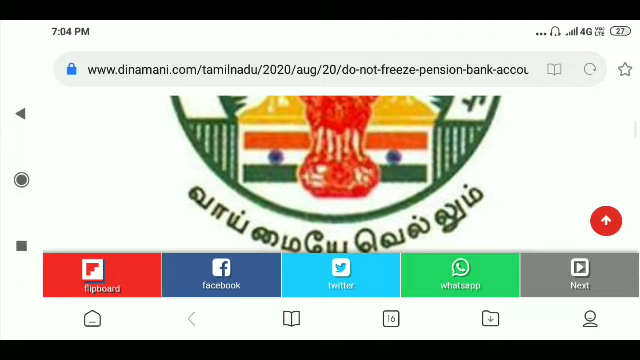 7:04 PM
4G VoLTE 27
www.dinamani.com/tamilnadu/2020/aug/20/do-not-freeze-pension-bank-accou
வாய்மையே வெல்லும்
flipboard
facebook
twitter
whatsapp
Next
16